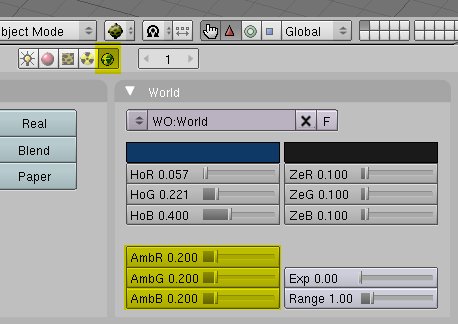 bject Mode
Global
1
World
WO:World
F
Real
Blend
Paper
HoR 0.057
HoG 0.221
HoB 0.400
ZeR 0.100
ZeG 0.100
ZeB 0.100
AmbR 0.200
AmbG 0.200
AmbB 0.200
Exp 0.00
Range 1.00